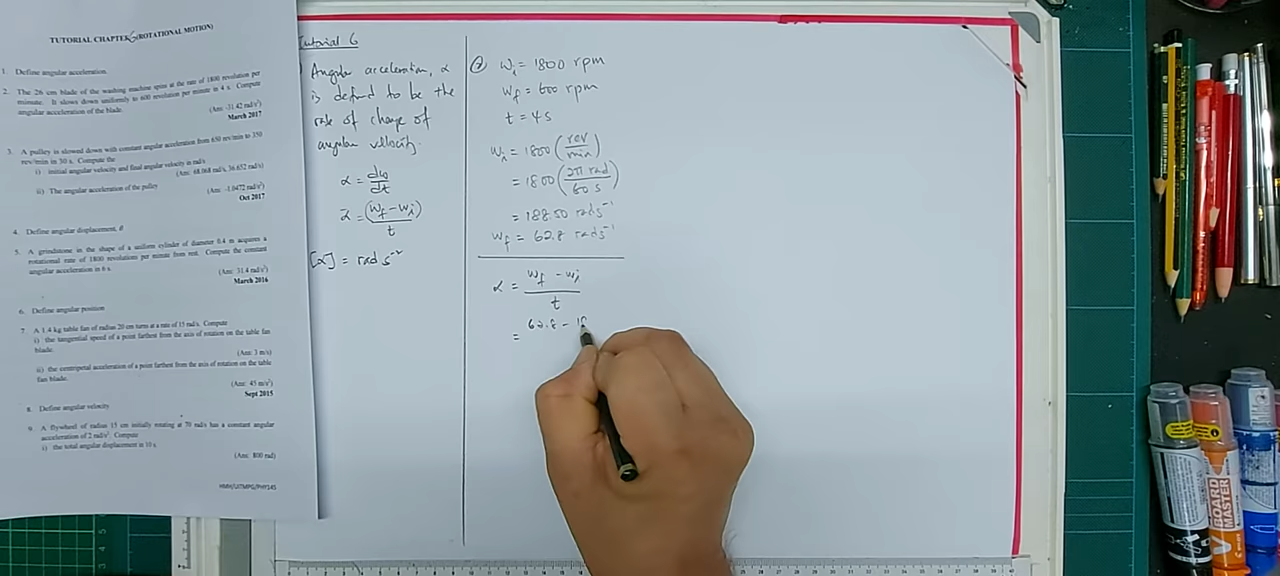 TUTORIAL CHAPTER 6 (ROTATIONAL MOTION)
1. Define angular acceleration.
2. The 26 cm blade of the washing machine spins at the rate of 1800 revolution per
minute. It slows down uniformly to 600 revolution per minute in 4 s. Compute
angular acceleration of the blade.
(Ans: -31.42 rad/s²)
March 2017
3. A pulley is slowed down with constant angular acceleration from 650 rev/min to 350
rev/min in 30 s. Compute the
i) initial angular velocity and final angular velocity in rad/s
(Ans: 68.068 rad/s, 36.652 rad/s)
ii) The angular acceleration of the pulley
(Ans: -1.0472 rad/s²)
Oct 2017
4. Define angular displacement, θ
5. A grindstone in the shape of a uniform cylinder of diameter 0.4 m acquires a
rotational rate of 1800 revolutions per minute from rest. Compute the constant
angular acceleration in 6 s.
(Ans: 31.4 rad/s²)
March 2016
6. Define angular position
7. A 1.4 kg table fan of radius 20 cm turns at a rate of 15 rad/s. Compute
i) the tangential speed of a point farthest from the axis of rotation on the table fan
blade.
(Ans: 3 m/s)
ii) the centripetal acceleration of a point farthest from the axis of rotation on the table
fan blade.
(Ans: 45 m/s²)
Sept 2015
8. Define angular velocity
9. A flywheel of radius 15 cm initially rotating at 70 rad/s has a constant angular
acceleration of 2 rad/s². Compute
i) the total angular displacement in 10 s.
(Ans: 800 rad)
HMH/UITMPG/PHY145
Tutorial 6
Angular acceleration, α
is defined to be the
rate of change of
angular velocity.
α = dω/dt
ᾱ = (ωf - ωi)/t
[α] = rad s⁻²
② ωi = 1800 rpm
ωf = 600 rpm
t = 4 s
ωi = 1800 (rev/min)
= 1800 (2π rad/60 s)
= 188.50 rad s⁻¹
ωf = 62.8 rad s⁻¹
α = ωf - ωi / t
= 62.8 - 18
BOARD
MASTER